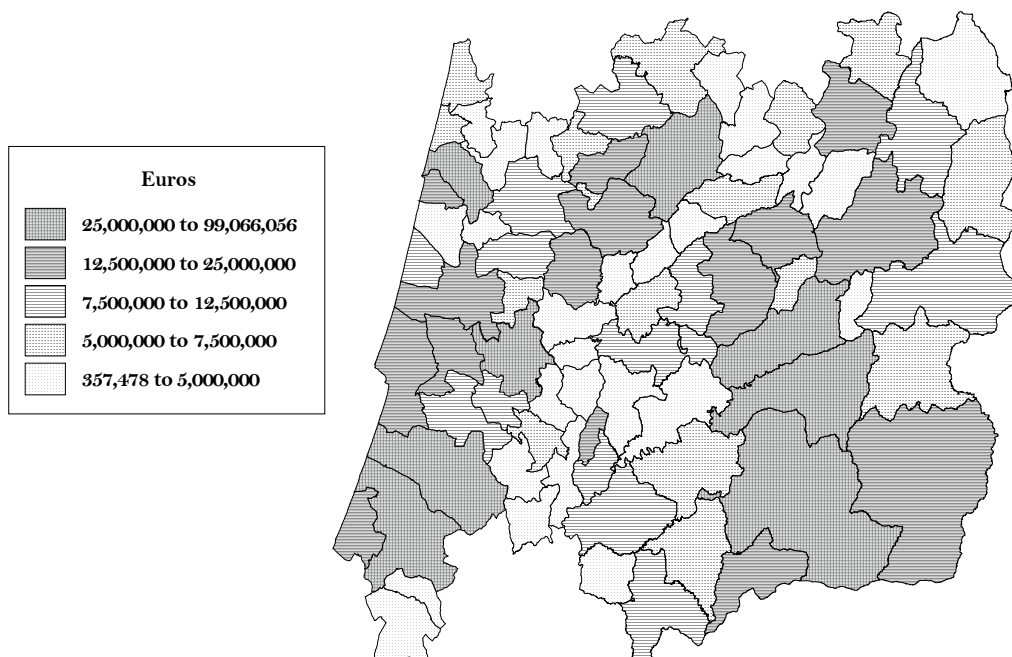 Euros
25,000,000 to 99,066,056
12,500,000 to 25,000,000
7,500,000 to 12,500,000
5,000,000 to 7,500,000
357,478 to 5,000,000